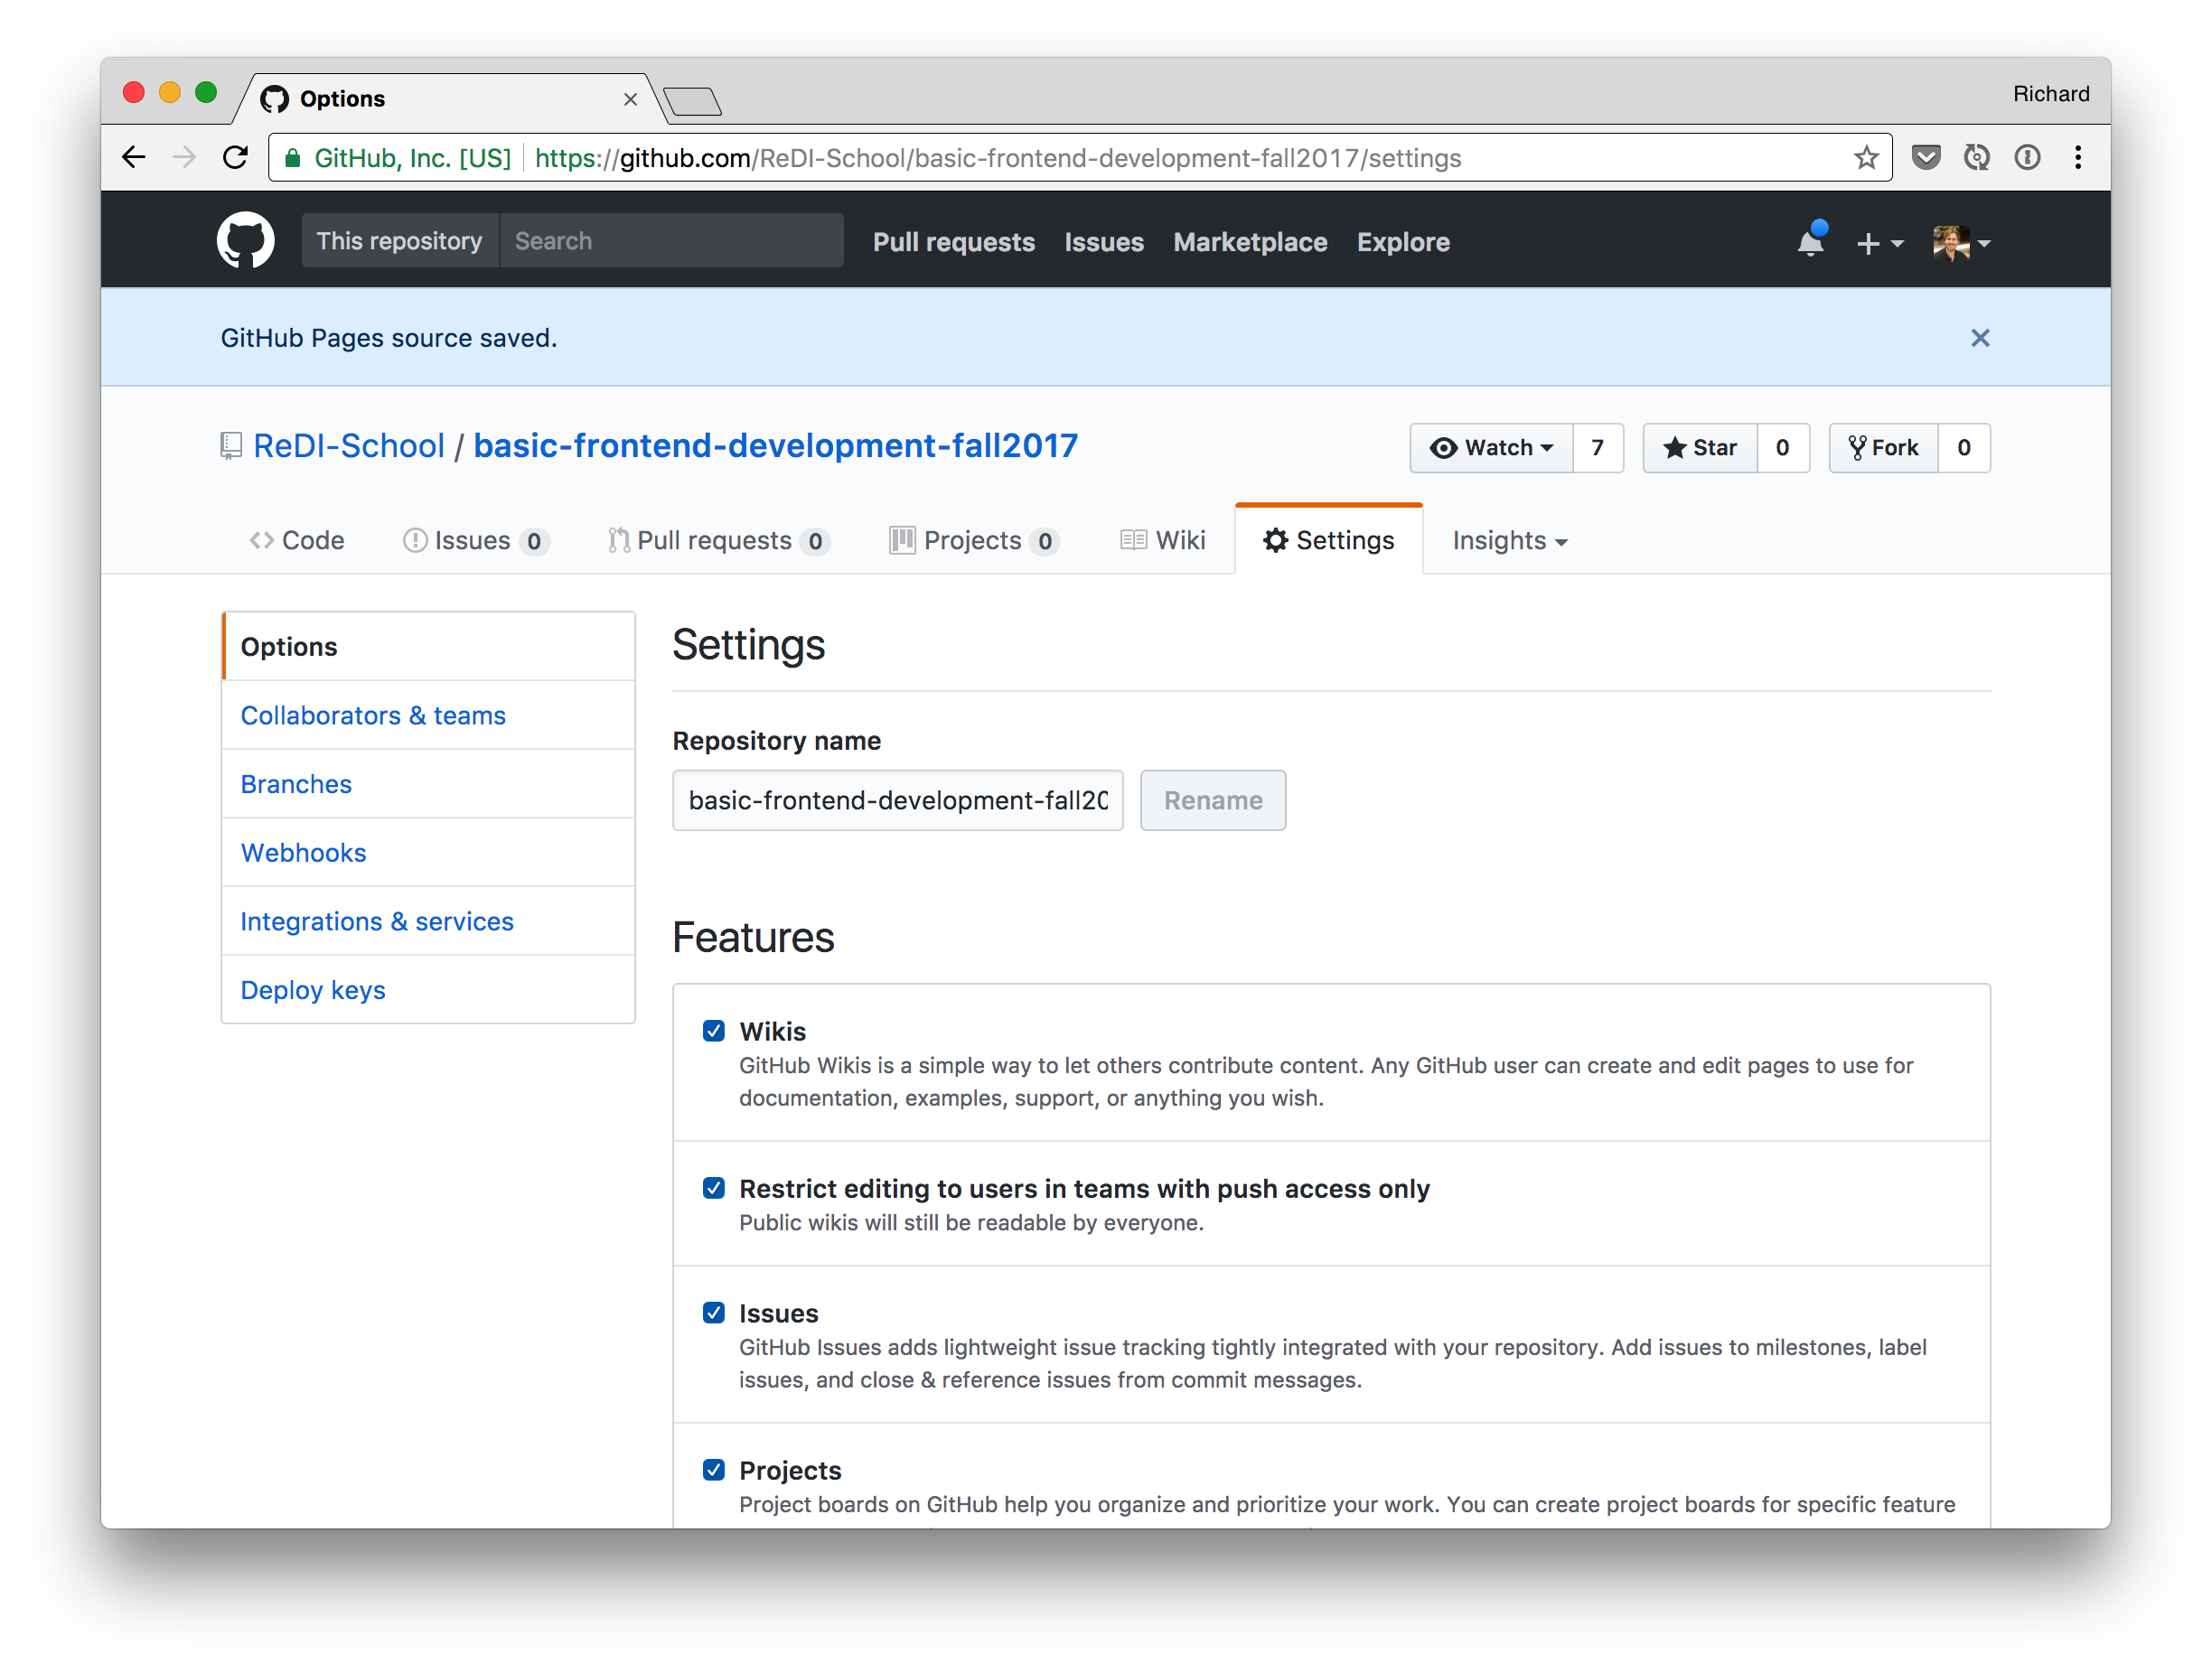 Options
Richard
GitHub, Inc. [US] https://github.com/ReDI-School/basic-frontend-development-fall2017/settings
This repository Search Pull requests Issues Marketplace Explore
GitHub Pages source saved.
ReDI-School / basic-frontend-development-fall2017 Watch 7 Star 0 Fork 0
Code Issues 0 Pull requests 0 Projects 0 Wiki Settings Insights
Options
Collaborators & teams
Branches
Webhooks
Integrations & services
Deploy keys
Settings
Repository name
basic-frontend-development-fall20 Rename
Features
Wikis
GitHub Wikis is a simple way to let others contribute content. Any GitHub user can create and edit pages to use for
documentation, examples, support, or anything you wish.
Restrict editing to users in teams with push access only
Public wikis will still be readable by everyone.
Issues
GitHub Issues adds lightweight issue tracking tightly integrated with your repository. Add issues to milestones, label
issues, and close & reference issues from commit messages.
Projects
Project boards on GitHub help you organize and prioritize your work. You can create project boards for specific feature